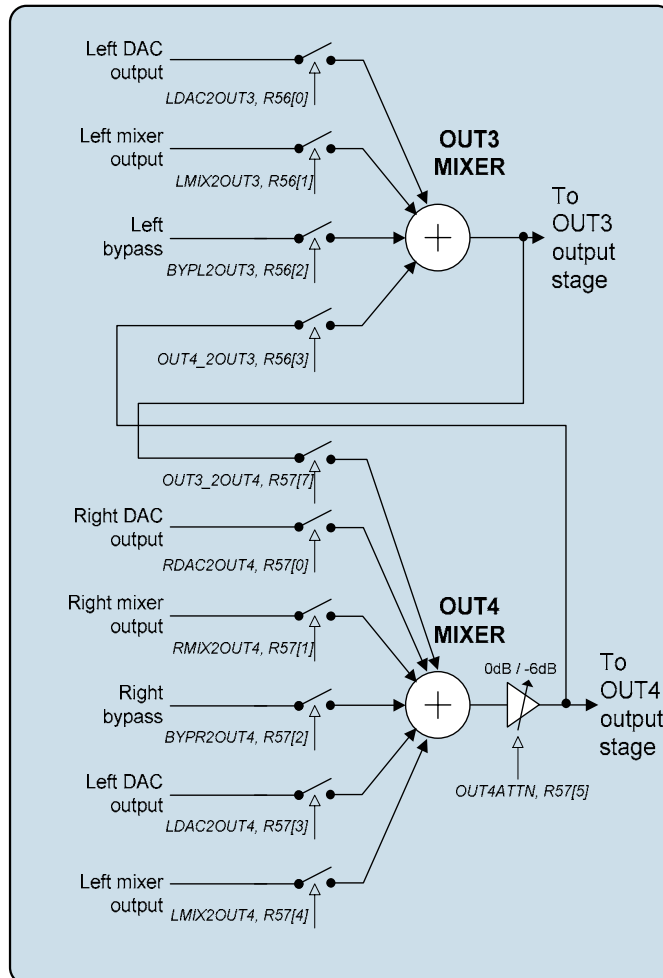 Left DAC
output
LDAC2OUT3, R56[0]
Left mixer
output
LMIX2OUT3, R56[1]
Left
bypass
BYPL2OUT3, R56[2]
OUT4_2OUT3, R56[3]
OUT3
MIXER
+
To
OUT3
output
stage
OUT3_2OUT4, R57[7]
Right DAC
output
RDAC2OUT4, R57[0]
Right mixer
output
RMIX2OUT4, R57[1]
Right
bypass
BYPR2OUT4, R57[2]
Left DAC
output
LDAC2OUT4, R57[3]
Left mixer
output
LMIX2OUT4, R57[4]
OUT4
MIXER
+
0dB / -6dB
OUT4ATTN, R57[5]
To
OUT4
output
stage